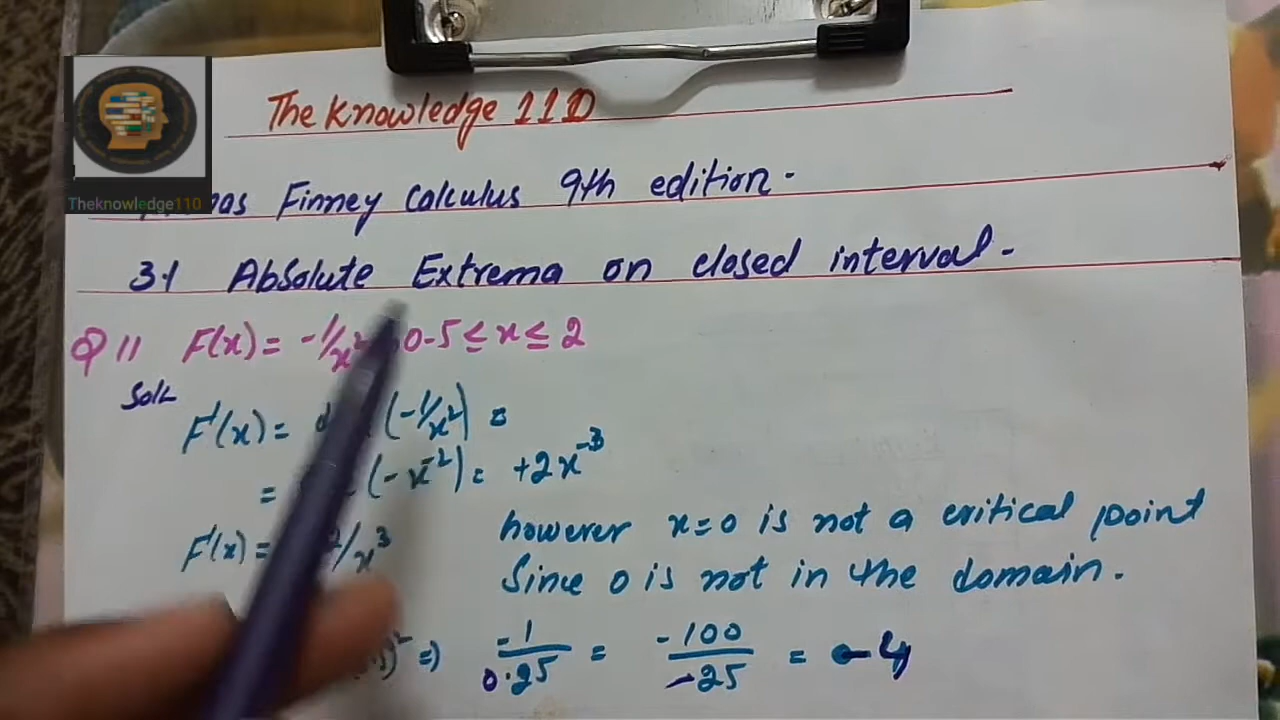 The Knowledge 110
Theknowledge110
Finney Calculus 9th edition.
3.1 Absolute Extrema on closed interval.
Q 11 F(x) = -1/x² 0.5 ≤ x ≤ 2
Sol:
F'(x) = (-1/x²) =
= (-x⁻²) = +2x⁻³
F'(x) = /x³
however x=0 is not a critical point
Since 0 is not in the domain.
)² => -1/0.25 = -100/25 = -4